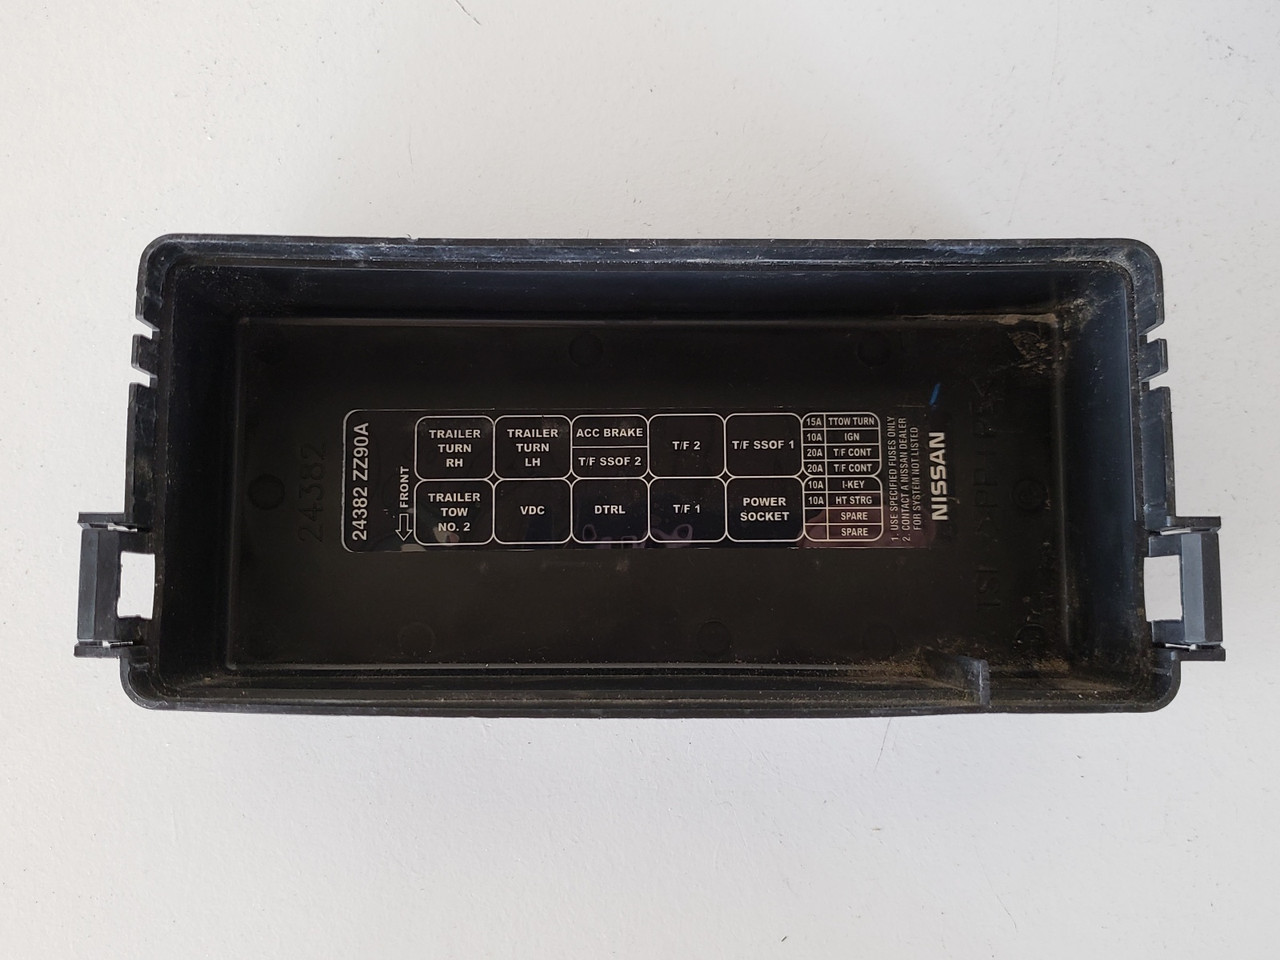 24382
24382 ZZ90A
FRONT
TRAILER
TURN
RH
TRAILER
TURN
LH
ACC BRAKE
T/F SSOF 2
T/F 2
T/F SSOF 1
TRAILER
TOW
NO. 2
VDC
DTRL
T/F 1
POWER
SOCKET
15A TTOW TURN
10A IGN
20A T/F CONT
20A T/F CONT
10A I-KEY
10A HT STRG
SPARE
SPARE
1. USE SPECIFIED FUSES ONLY
2. CONTACT A NISSAN DEALER
FOR SYSTEM NOT LISTED
NISSAN